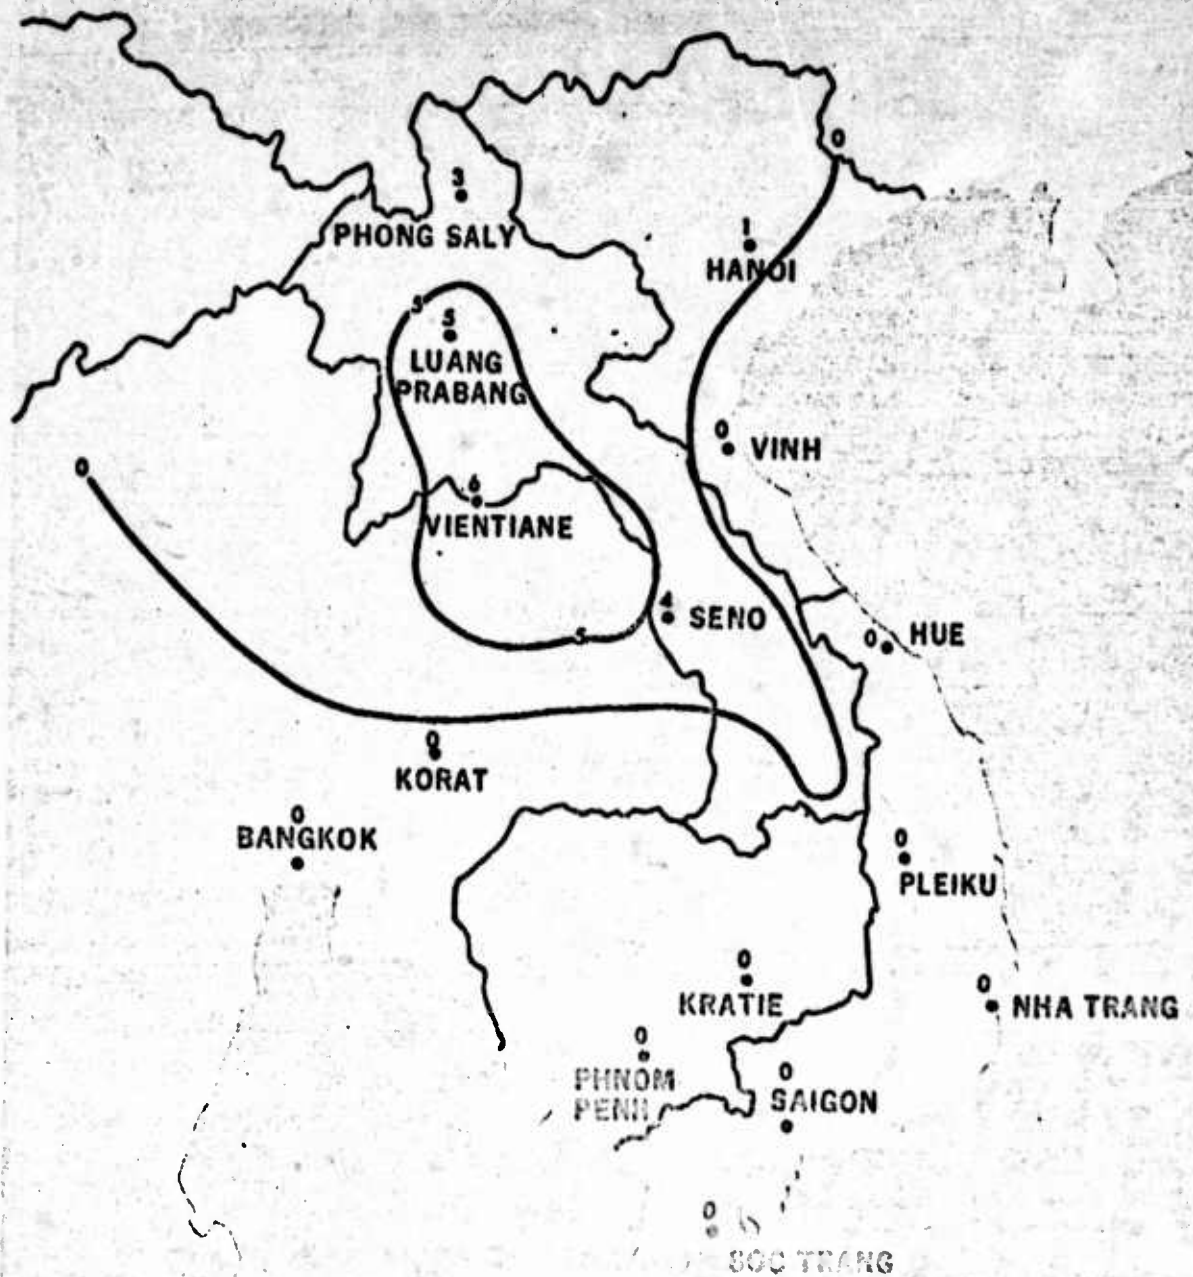 0
3
PHONG SALY
1
HANOI
5
5
LUANG
PRABANG
0
VINH
0
6
VIENTIANE
4
SENO
0
HUE
5
0
KORAT
0
BANGKOK
0
PLEIKU
0
KRATIE
0
NHA TRANG
0
PHNOM
PENH
0
SAIGON
0
SOC TRANG